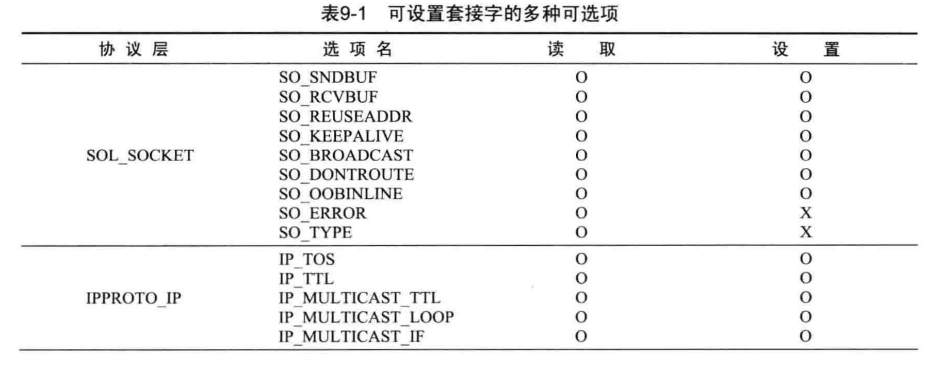 表9-1 可设置套接字的多种可选项
协议层 选项名 读取 设置
SO_SNDBUF O O
SO_RCVBUF O O
SO_REUSEADDR O O
SO_KEEPALIVE O O
SOL_SOCKET SO_BROADCAST O O
SO_DONTROUTE O O
SO_OOBINLINE O O
SO_ERROR O X
SO_TYPE O X
IP_TOS O O
IP_TTL O O
IPPROTO_IP IP_MULTICAST_TTL O O
IP_MULTICAST_LOOP O O
IP_MULTICAST_IF O O